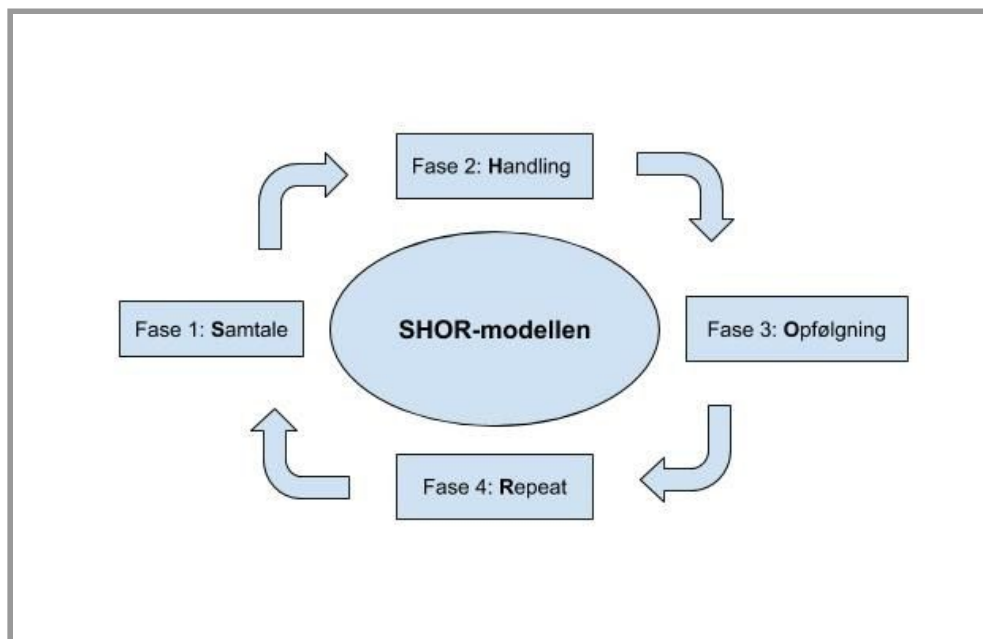 Fase 2: Handling
Fase 1: Samtale
SHOR-modellen
Fase 3: Opfølgning
Fase 4: Repeat